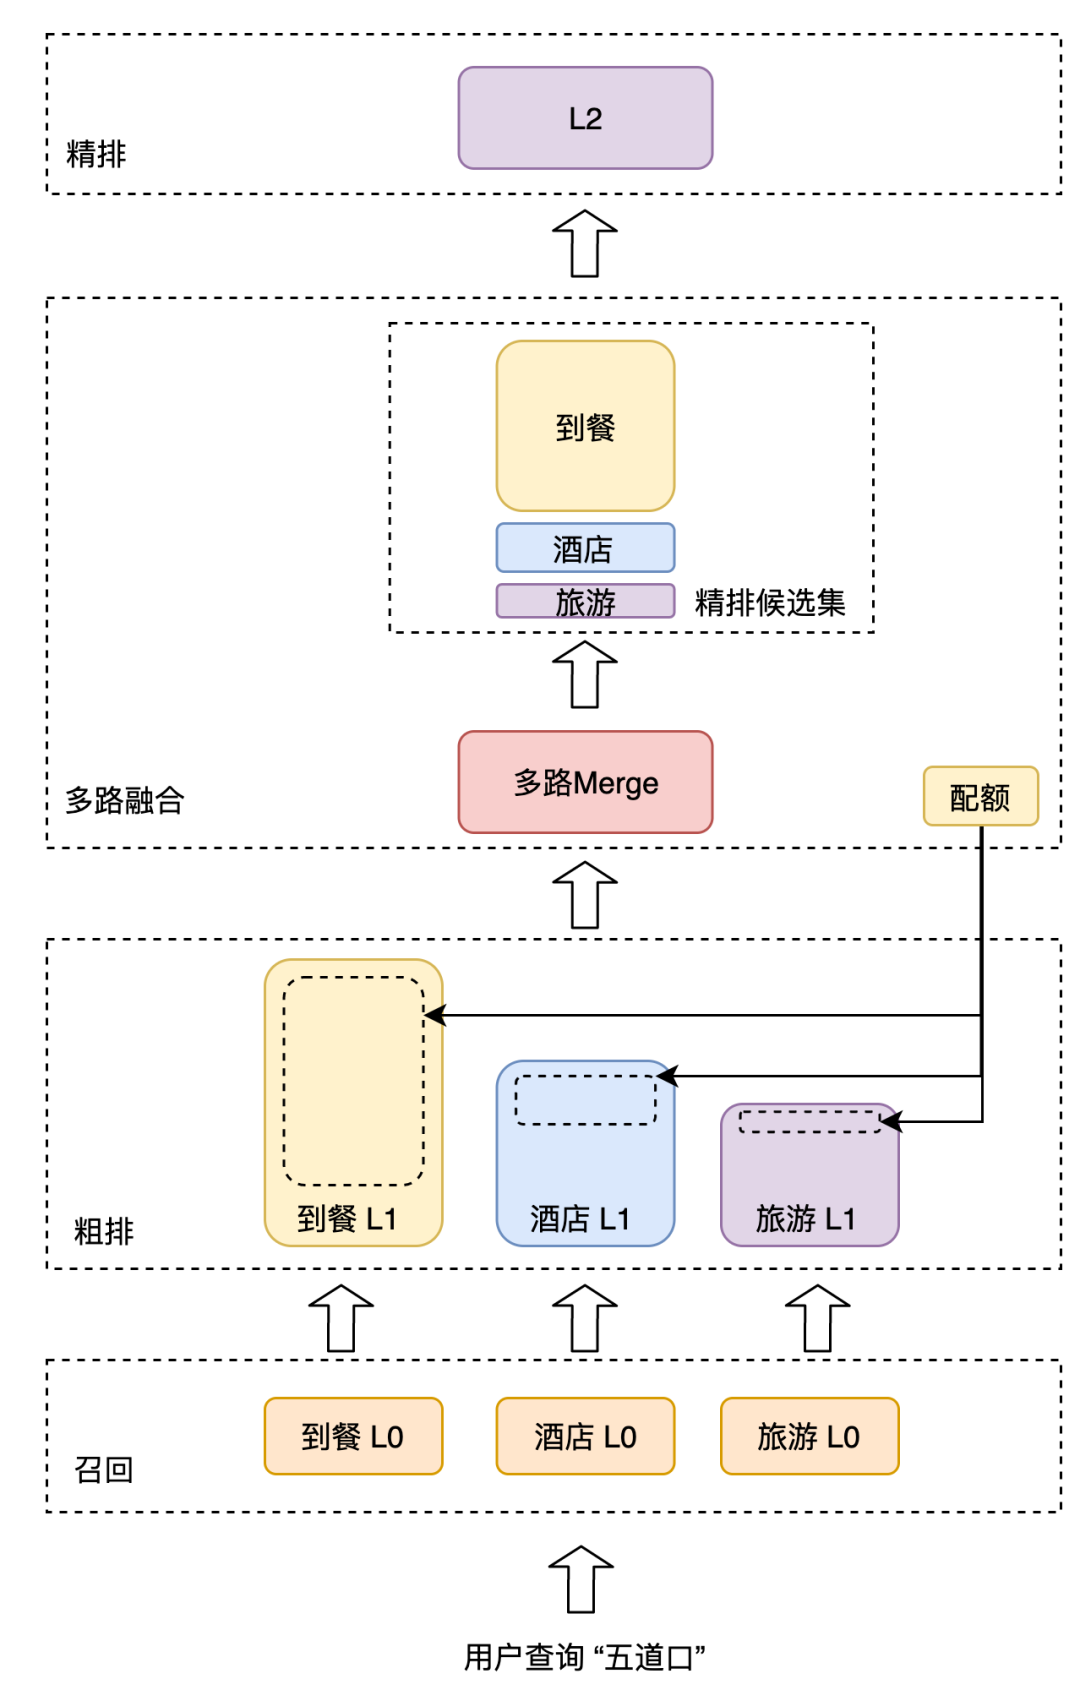 L2
精排
到餐
酒店
旅游
精排候选集
多路Merge
配额
多路融合
到餐 L1
酒店 L1
旅游 L1
粗排
到餐 L0
酒店 L0
旅游 L0
召回
用户查询 “五道口”